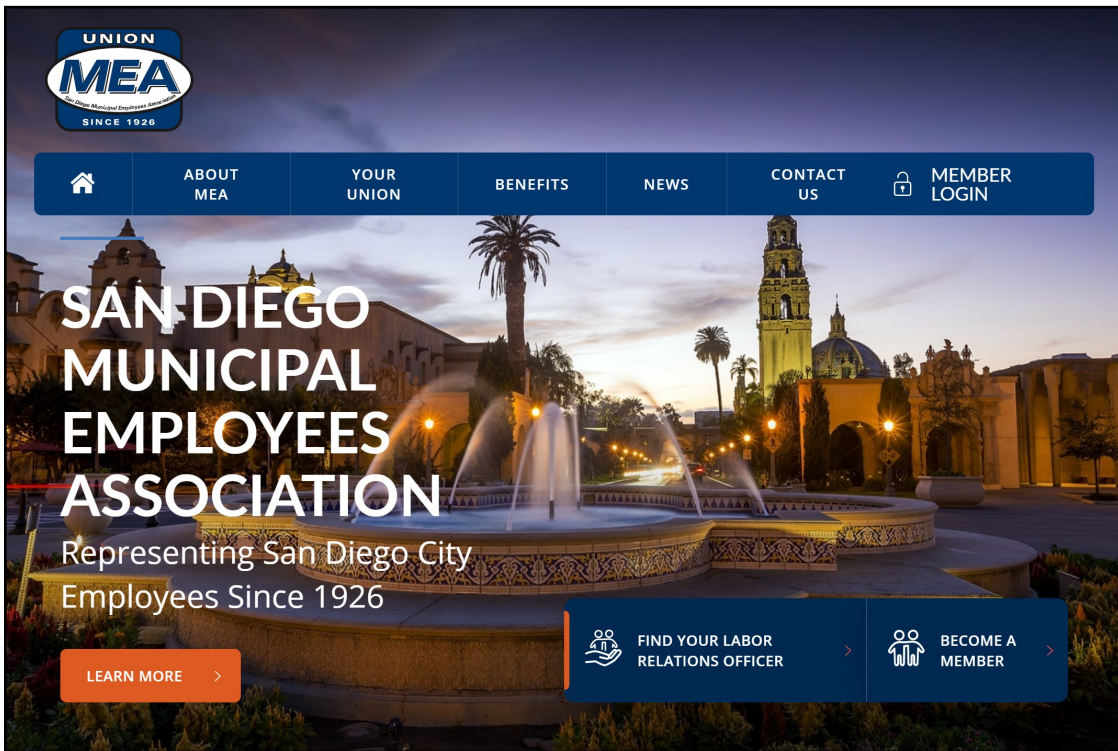 UNION
MEA
San Diego Municipal Employees Association
SINCE 1926
ABOUT
MEA
YOUR
UNION
BENEFITS
NEWS
CONTACT
US
MEMBER
LOGIN
SAN DIEGO
MUNICIPAL
EMPLOYEES
ASSOCIATION
Representing San Diego City
Employees Since 1926
LEARN MORE
FIND YOUR LABOR
RELATIONS OFFICER
BECOME A
MEMBER